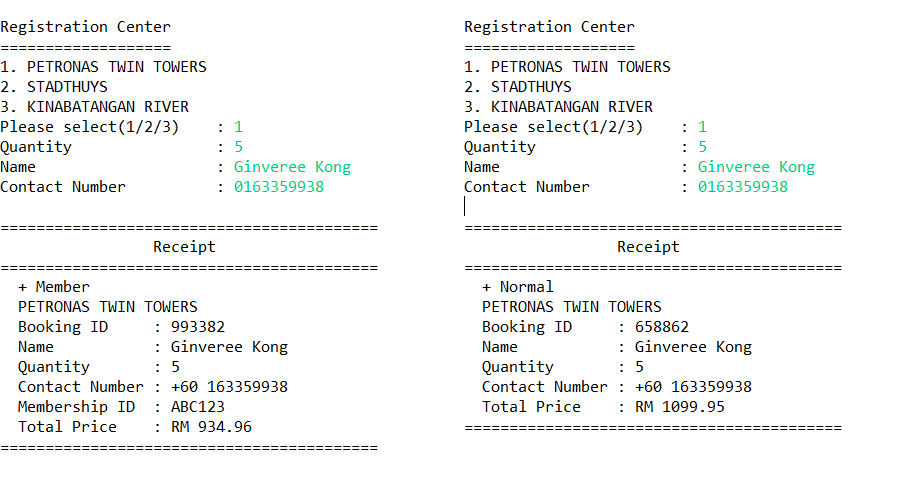 Registration Center
===================
1. PETRONAS TWIN TOWERS
2. STADTHUYS
3. KINABATANGAN RIVER
Please select(1/2/3)    : 1
Quantity                : 5
Name                    : Ginveree Kong
Contact Number          : 0163359938

==========================================
                 Receipt
==========================================
  + Member
  PETRONAS TWIN TOWERS
  Booking ID     : 993382
  Name           : Ginveree Kong
  Quantity       : 5
  Contact Number : +60 163359938
  Membership ID  : ABC123
  Total Price    : RM 934.96
==========================================
Registration Center
===================
1. PETRONAS TWIN TOWERS
2. STADTHUYS
3. KINABATANGAN RIVER
Please select(1/2/3)    : 1
Quantity                : 5
Name                    : Ginveree Kong
Contact Number          : 0163359938

==========================================
                 Receipt
==========================================
  + Normal
  PETRONAS TWIN TOWERS
  Booking ID     : 658862
  Name           : Ginveree Kong
  Quantity       : 5
  Contact Number : +60 163359938
  Total Price    : RM 1099.95
==========================================